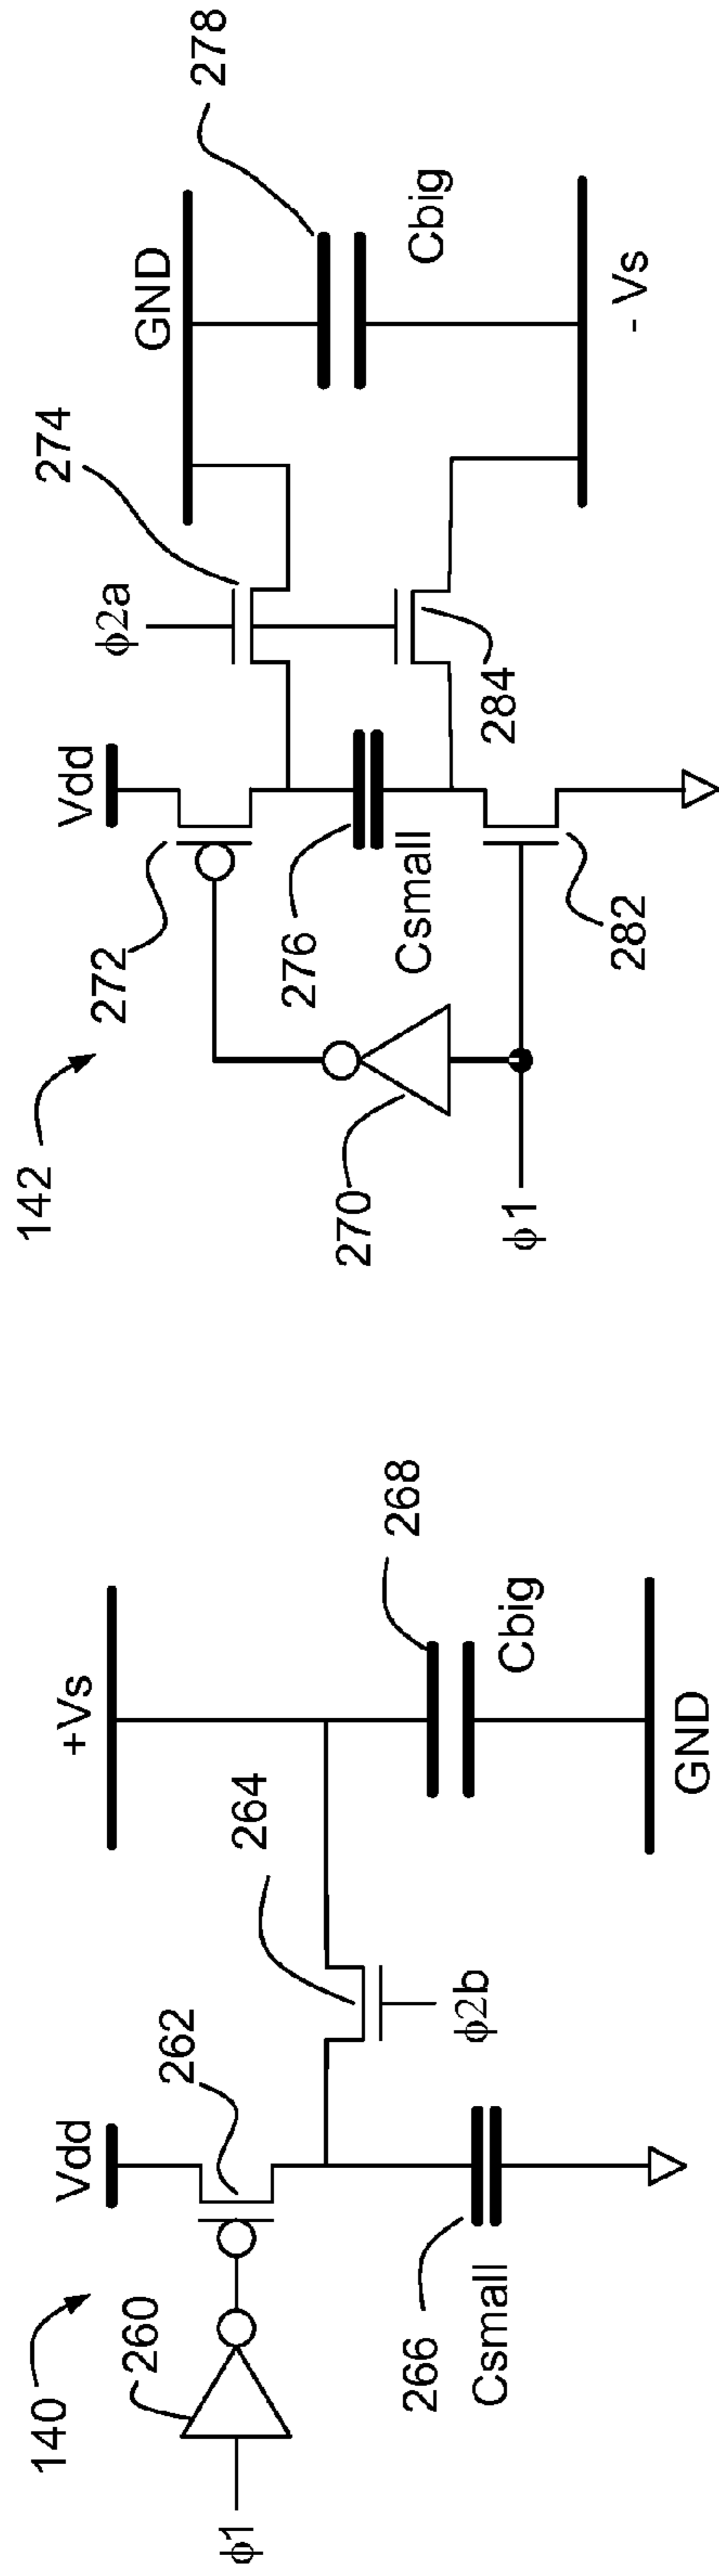 140
260
ϕ1
Vdd
262
266
Csmall
264
ϕ2b
+Vs
268
Cbig
GND
142
272
Vdd
ϕ2a
274
GND
278
270
ϕ1
276
Csmall
282
284
Cbig
- Vs